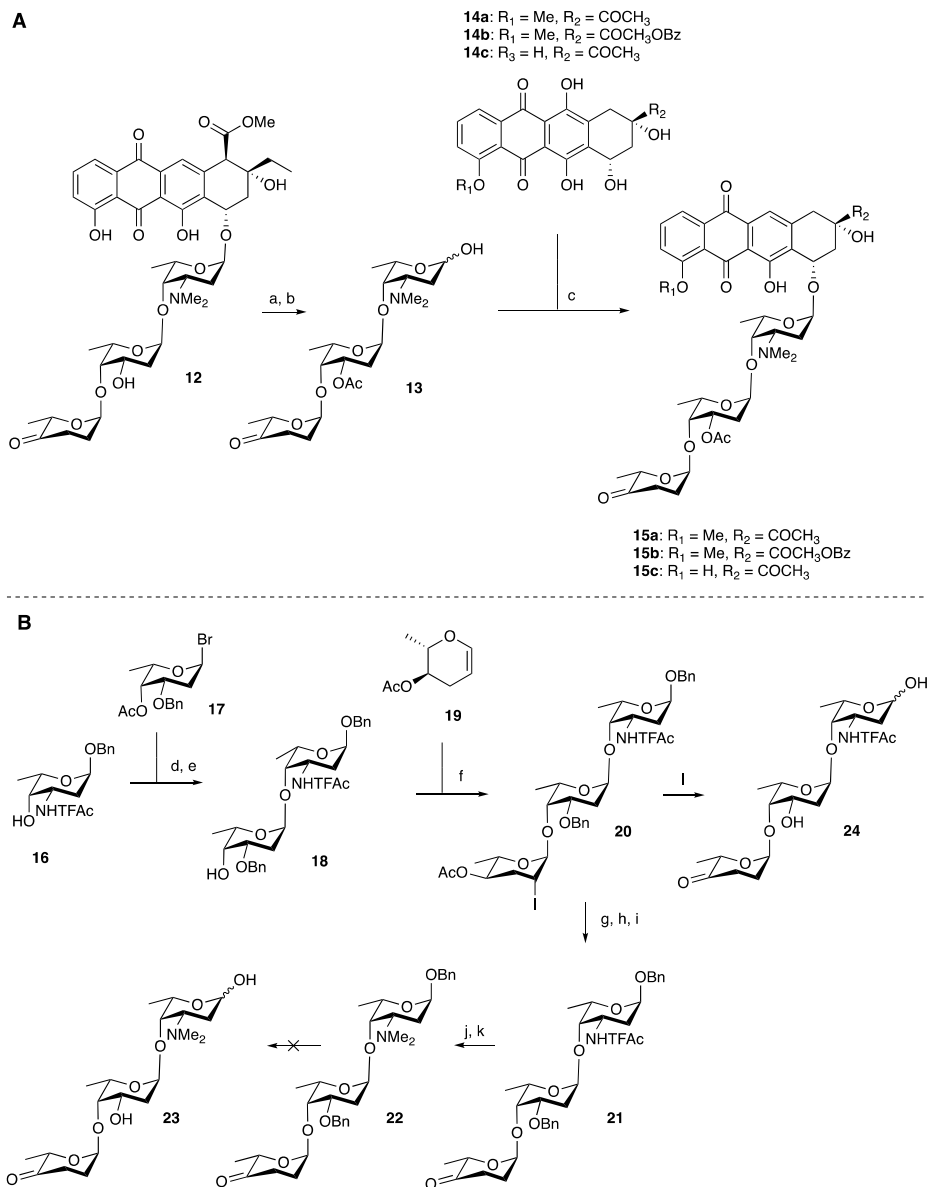 A
14a: R₁ = Me, R₂ = COCH₃
14b: R₁ = Me, R₂ = COCH₃OBz
14c: R₃ = H, R₂ = COCH₃
O
OMe
O
OH
O
OH
OH
O
OH
O
12
O
NMe₂
O
O
OH
O
O
O
a, b
O
OH
NMe₂
O
O
OAc
O
O
O
13
O
OH
R₂
OH
R₁O
O
OH
OH
c
O
R₂
OH
R₁O
O
OH
O
O
NMe₂
O
O
OAc
O
O
O
15a: R₁ = Me, R₂ = COCH₃
15b: R₁ = Me, R₂ = COCH₃OBz
15c: R₁ = H, R₂ = COCH₃
B
Br
O
OBn
AcO
17
OBn
O
NHTFAc
HO
16
d, e
OBn
O
NHTFAc
O
O
OBn
HO
18
O
AcO
19
f
OBn
O
NHTFAc
O
O
OBn
O
O
AcO
I
20
l
OH
O
NHTFAc
O
O
OH
O
O
O
24
g, h, i
OH
O
NMe₂
O
O
OH
O
O
O
23
OBn
O
NMe₂
O
O
OBn
O
O
O
22
j, k
OBn
O
NHTFAc
O
O
OBn
O
O
O
21